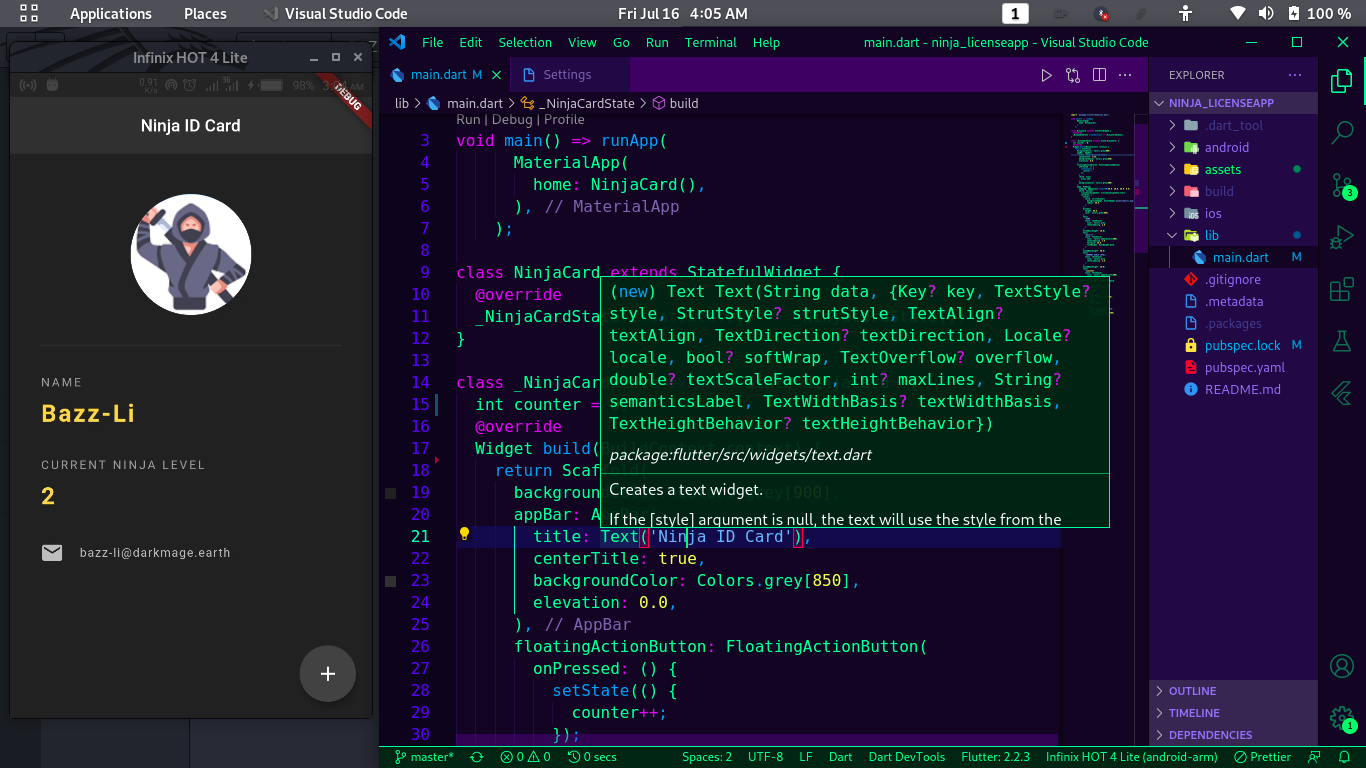 Applications Places Visual Studio Code Fri Jul 16 4:05 AM 1 100 %
Infinix HOT 4 Lite
98%
DEBUG
Ninja ID Card
NAME
Bazz-Li
CURRENT NINJA LEVEL
2
bazz-li@darkmage.earth
+
File Edit Selection View Go Run Terminal Help main.dart - ninja_licenseapp - Visual Studio Code
main.dart M Settings
lib > main.dart > _NinjaCardState > build
Run | Debug | Profile
3 void main() => runApp(
4 MaterialApp(
5 home: NinjaCard(),
6 ), // MaterialApp
7 );
8
9 class NinjaCard extends StatefulWidget {
10 @override
11 _NinjaCardSta
12 }
13
14 class _NinjaCar
15 int counter =
16 @override
17 Widget build(
18 return Scaffold(
19 backgroun [900],
20 appBar: A
21 title: Text('Ninja ID Card'),
22 centerTitle: true,
23 backgroundColor: Colors.grey[850],
24 elevation: 0.0,
25 ), // AppBar
26 floatingActionButton: FloatingActionButton(
27 onPressed: () {
28 setState(() {
29 counter++;
30 });
(new) Text Text(String data, {Key? key, TextStyle?
style, StrutStyle? strutStyle, TextAlign?
textAlign, TextDirection? textDirection, Locale?
locale, bool? softWrap, TextOverflow? overflow,
double? textScaleFactor, int? maxLines, String?
semanticsLabel, TextWidthBasis? textWidthBasis,
TextHeightBehavior? textHeightBehavior})
package:flutter/src/widgets/text.dart
Creates a text widget.
If the [style] argument is null, the text will use the style from the
EXPLORER
NINJA_LICENSEAPP
.dart_tool
android
assets
build
ios
lib
main.dart M
.gitignore
.metadata
.packages
pubspec.lock M
pubspec.yaml
README.md
OUTLINE
TIMELINE
DEPENDENCIES
3
1
master* 0 0 0 secs Spaces: 2 UTF-8 LF Dart Dart DevTools Flutter: 2.2.3 Infinix HOT 4 Lite (android-arm) Prettier